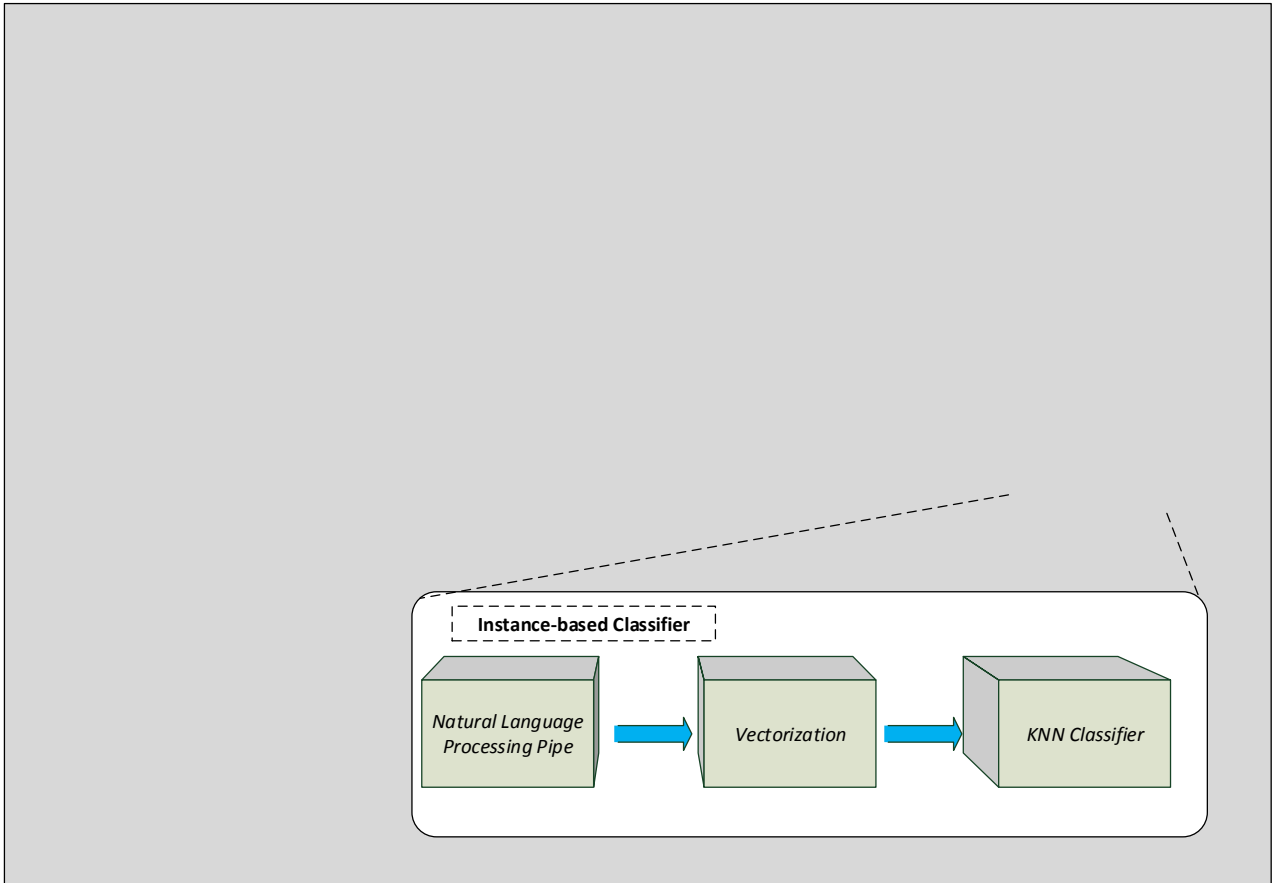 Instance-based Classifier
Natural Language
Processing Pipe
Vectorization
KNN Classifier